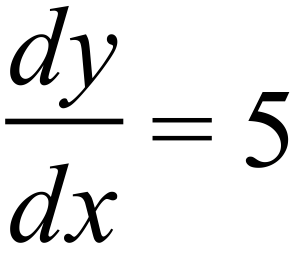 dy/dx = 5